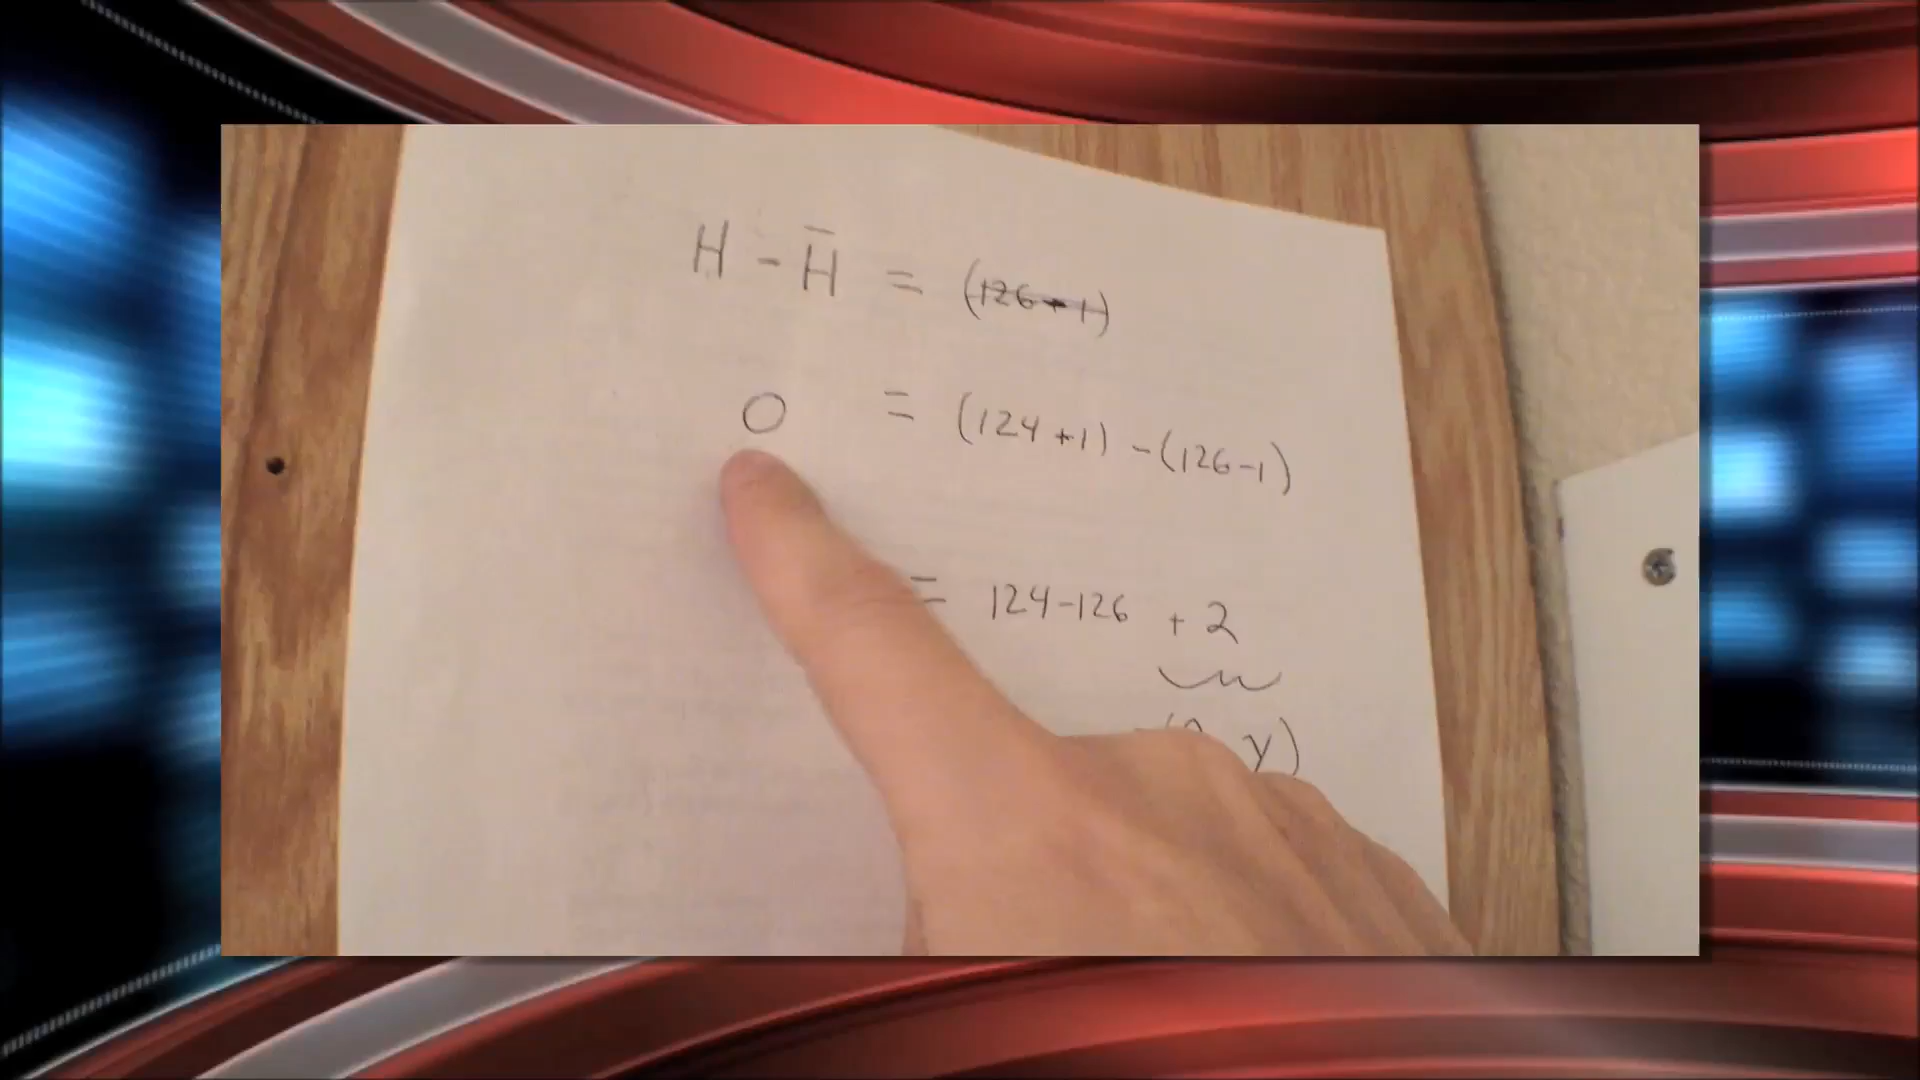 H - H̄ = (126-1)
0 = (124+1) -(126-1)
= 124-126 + 2
y)